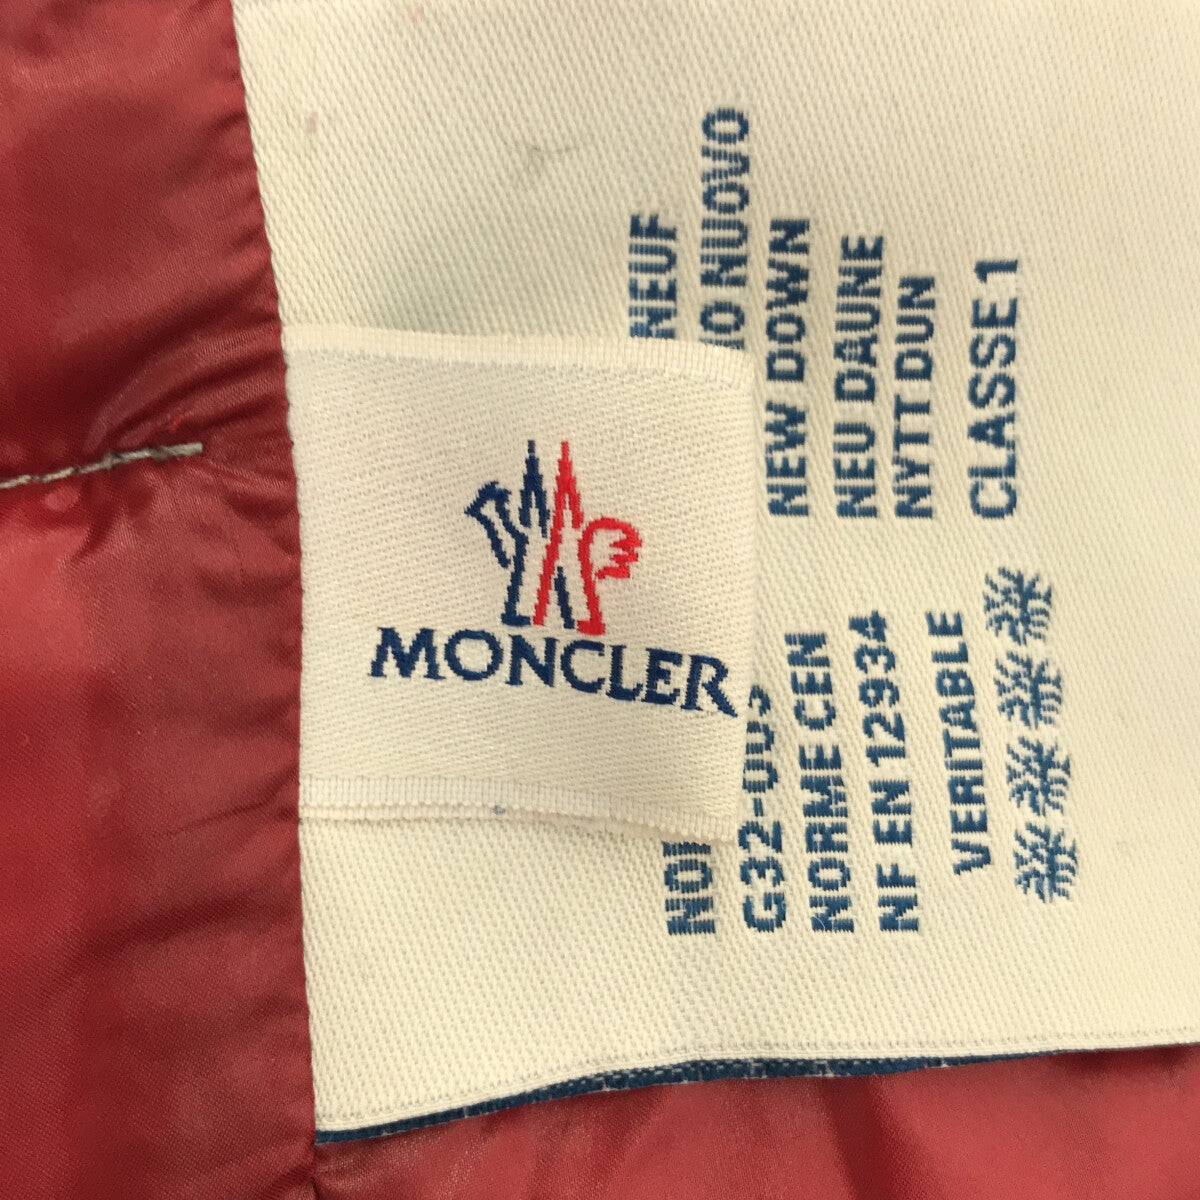 MONCLER
NEUF
NUOVO
NEW DOWN
NEU DAUNE
NYTT DUN
CLASSE 1
G32-003
NORME CEN
NF EN 12934
VERITABLE